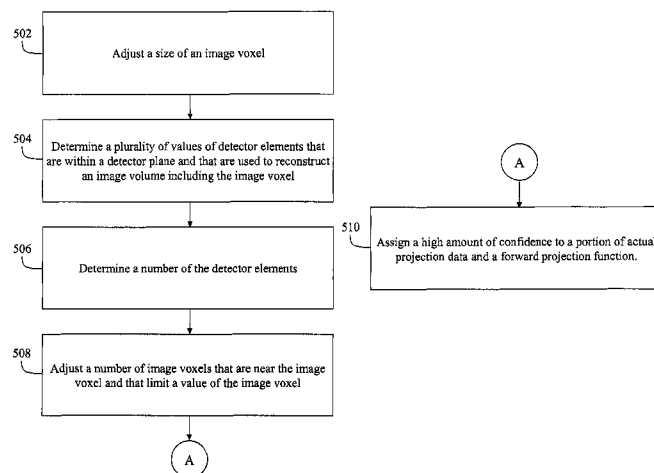 502
Adjust a size of an image voxel
504
Determine a plurality of values of detector elements that
are within a detector plane and that are used to reconstruct
an image volume including the image voxel
506
Determine a number of the detector elements
508
Adjust a number of image voxels that are near the image
voxel and that limit a value of the image voxel
A
A
510
Assign a high amount of confidence to a portion of actual
projection data and a forward projection function.